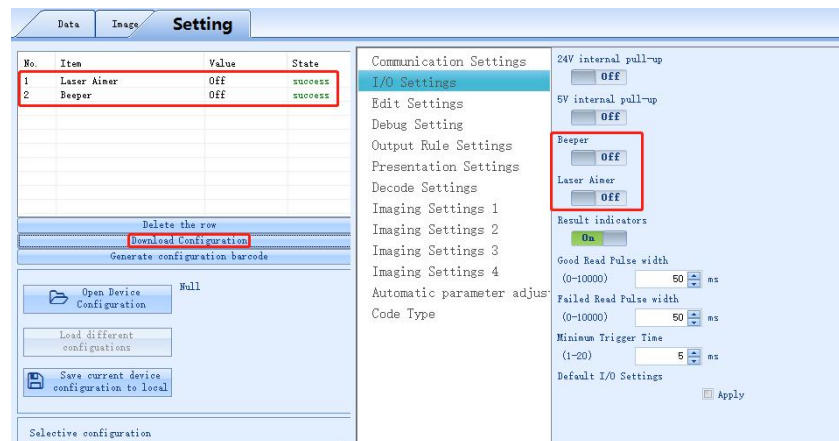 Data
Image
Setting
No. Item Value State
1 Laser Aimer Off success
2 Beeper Off success
Delete the row
Download Configuration
Generate configuration barcode
Open Device
Configuration
Null
Load different
configuations
Save current device
configuration to local
Selective configuration
Communication Settings
I/O Settings
Edit Settings
Debug Setting
Output Rule Settings
Presentation Settings
Decode Settings
Imaging Settings 1
Imaging Settings 2
Imaging Settings 3
Imaging Settings 4
Automatic parameter adjus
Code Type
24V internal pull-up
Off
5V internal pull-up
Off
Beeper
Off
Laser Aimer
Off
Result indicators
On
Good Read Pulse width
(0-10000) 50 ms
Failed Read Pulse width
(0-10000) 50 ms
Minimum Trigger Time
(1-20) 5 ms
Default I/O Settings
Apply